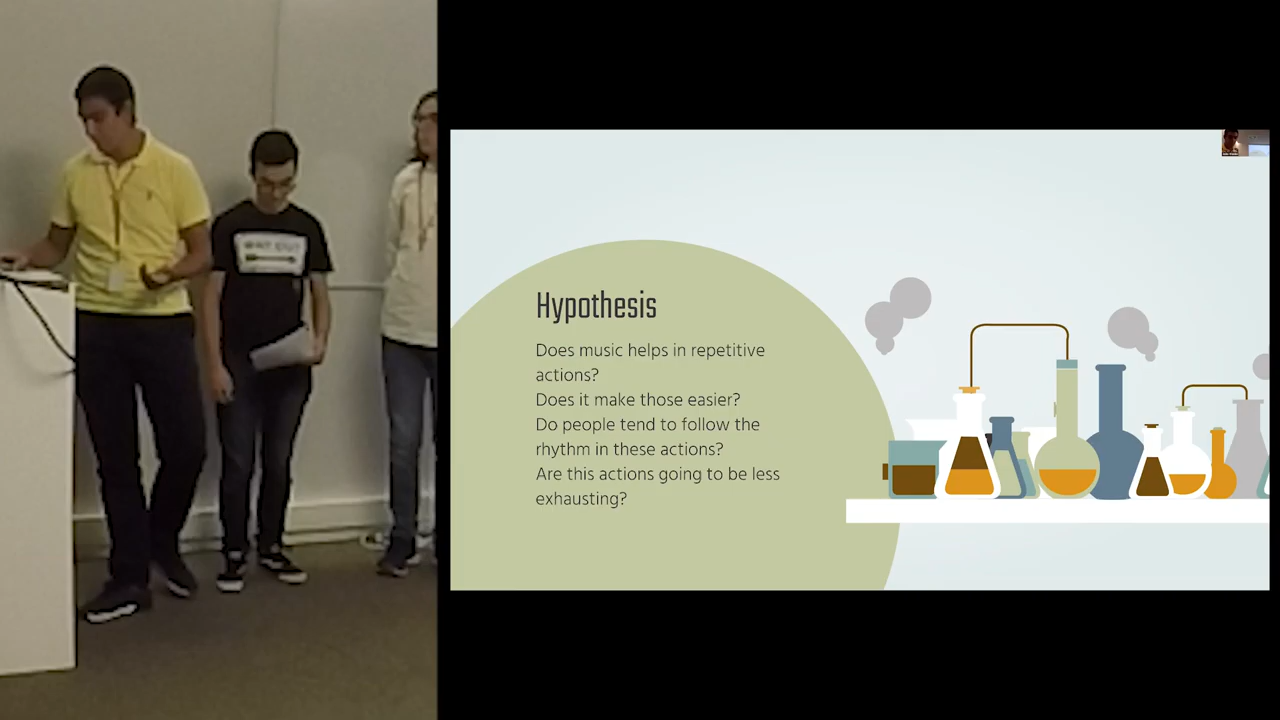 Hypothesis
Does music helps in repetitive
actions?
Does it make those easier?
Do people tend to follow the
rhythm in these actions?
Are this actions going to be less
exhausting?